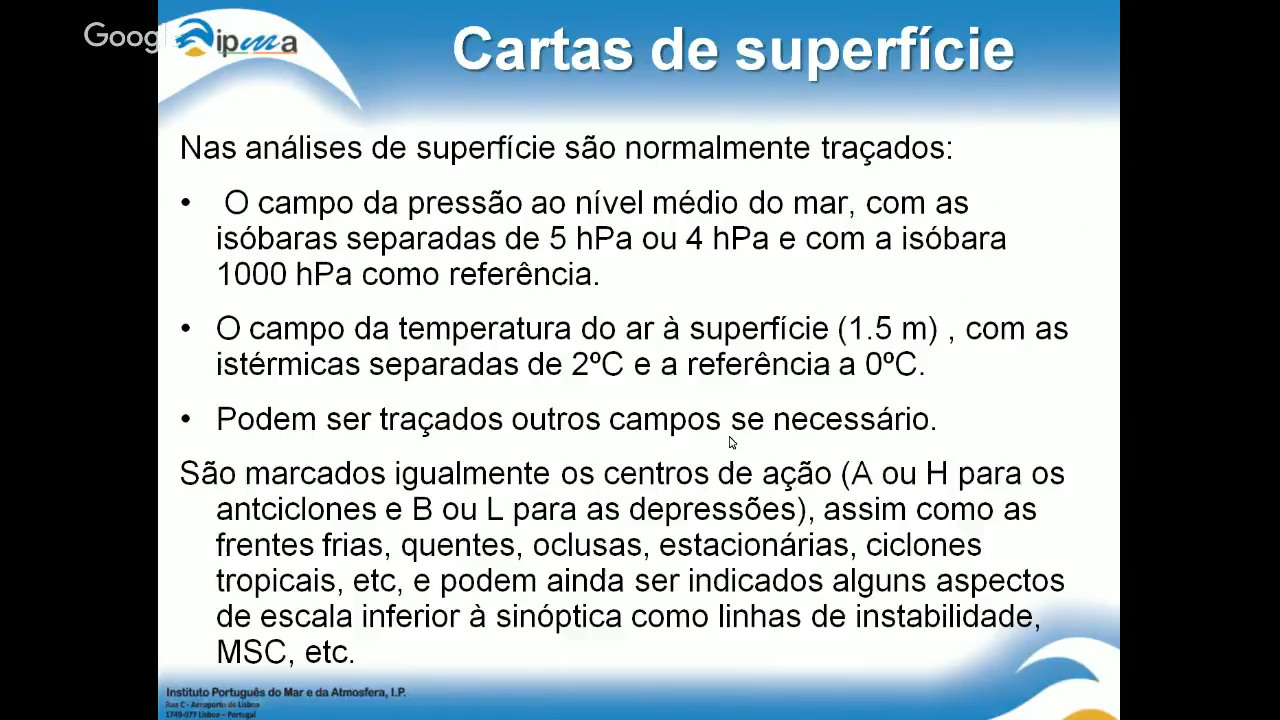 Google
ipma
Cartas de superfície
Nas análises de superfície são normalmente traçados:
• O campo da pressão ao nível médio do mar, com as
isóbaras separadas de 5 hPa ou 4 hPa e com a isóbara
1000 hPa como referência.
• O campo da temperatura do ar à superfície (1.5 m) , com as
istérmicas separadas de 2ºC e a referência a 0ºC.
• Podem ser traçados outros campos se necessário.
São marcados igualmente os centros de ação (A ou H para os
antciclones e B ou L para as depressões), assim como as
frentes frias, quentes, oclusas, estacionárias, ciclones
tropicais, etc, e podem ainda ser indicados alguns aspectos
de escala inferior à sinóptica como linhas de instabilidade,
MSC, etc.
Instituto Português do Mar e da Atmosfera, I.P.
Rua C - Aeroporto de Lisboa
1749-077 Lisboa – Portugal